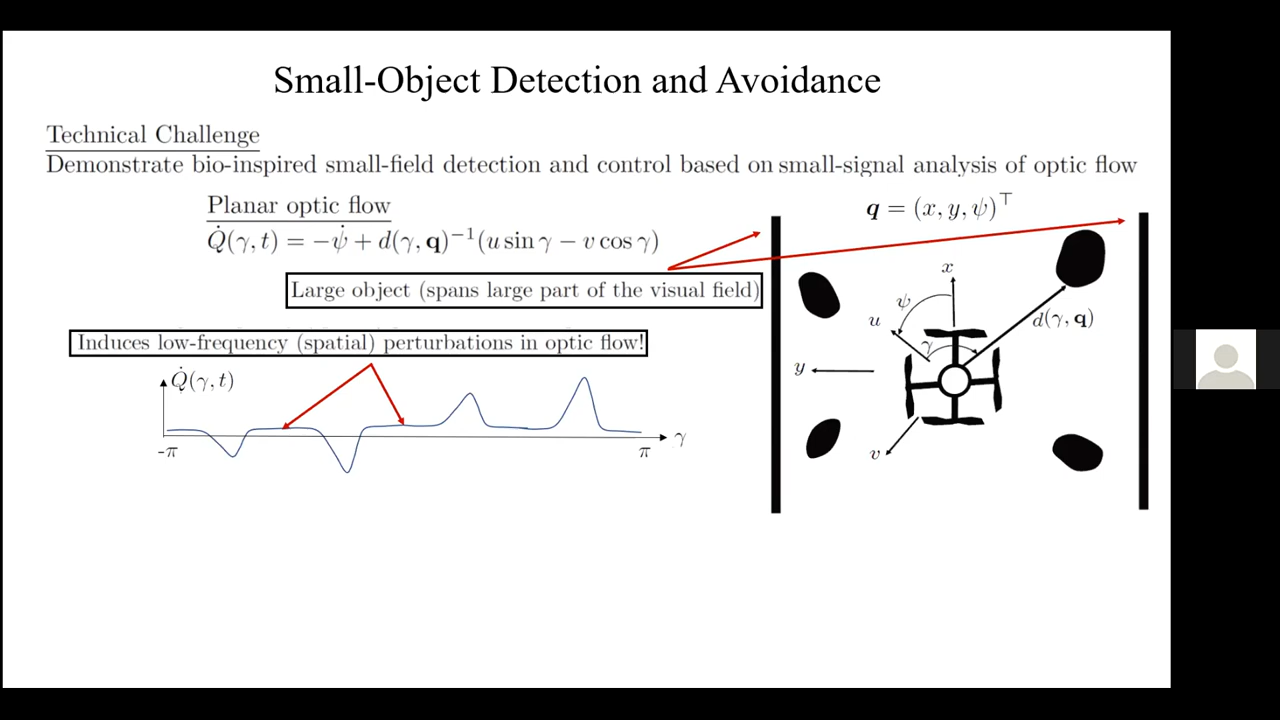 Small-Object Detection and Avoidance
Technical Challenge
Demonstrate bio-inspired small-field detection and control based on small-signal analysis of optic flow
Planar optic flow
Q̇(γ, t) = −ψ̇ + d(γ, q)⁻¹(u sin γ − v cos γ)
q = (x, y, ψ)⊤
Large object (spans large part of the visual field)
Induces low-frequency (spatial) perturbations in optic flow!
Q̇(γ, t)
-π
π
γ
x
ψ
u
γ
d(γ, q)
y
v